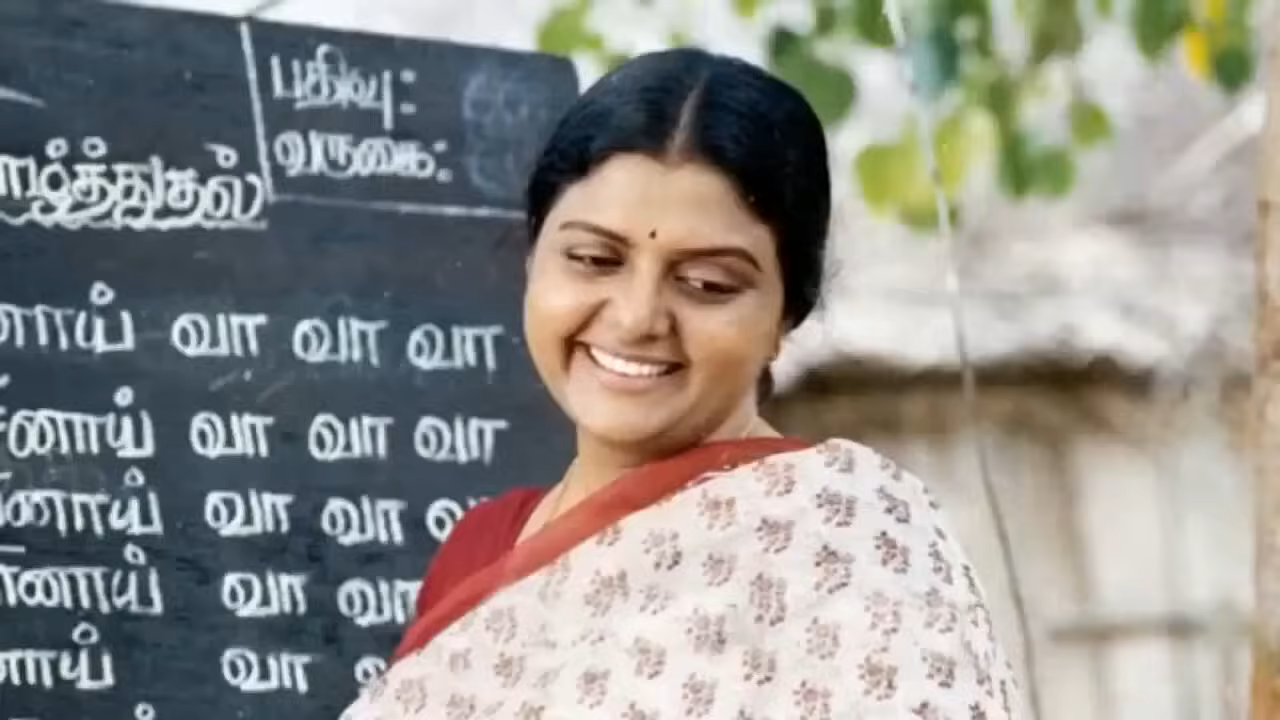 பதிவு:
வருகை:
ழ்த்துதல்
ணாய் வா வா வா
ணாய் வா வா வா
ணாய் வா வா
ணாய் வா வா
ணாய் வா